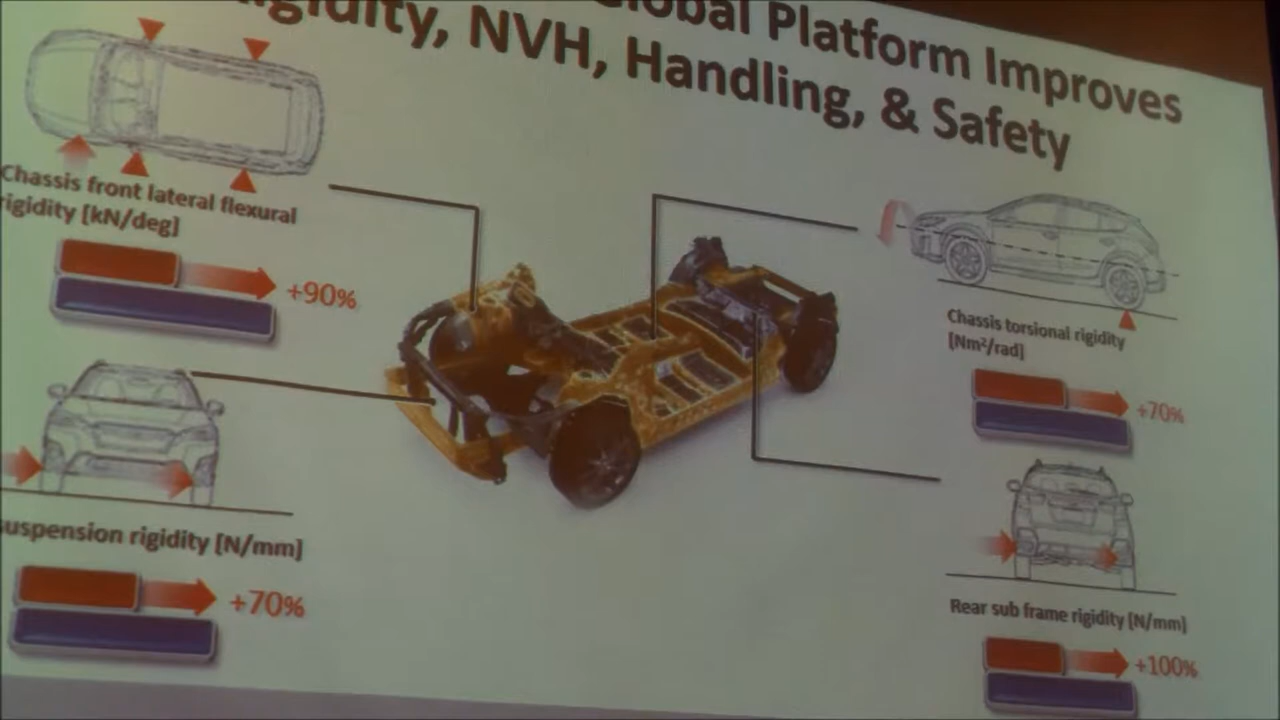 Global Platform Improves
Rigidity, NVH, Handling, & Safety
Chassis front lateral flexural
rigidity [kN/deg]
+90%
Suspension rigidity [N/mm]
+70%
Chassis torsional rigidity
[Nm²/rad]
+70%
Rear sub frame rigidity [N/mm]
+100%